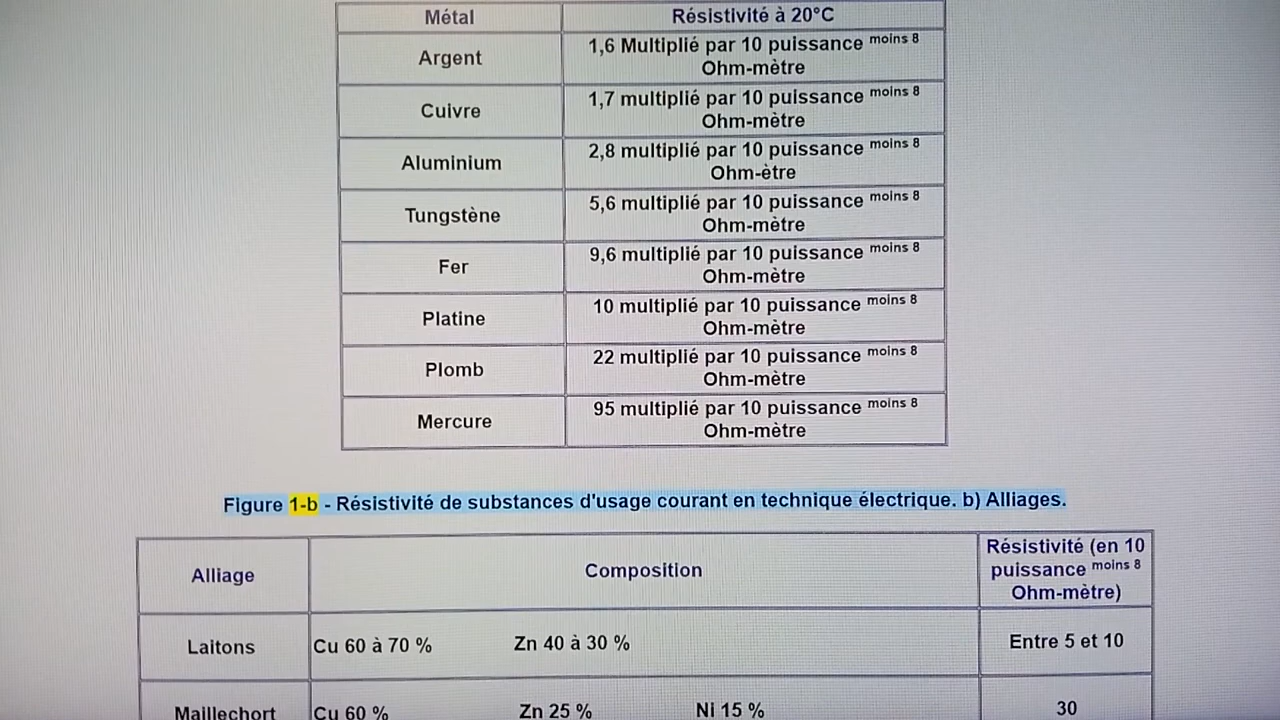 Métal Résistivité à 20°C
Argent 1,6 Multiplié par 10 puissance moins 8
Ohm-mètre
Cuivre 1,7 multiplié par 10 puissance moins 8
Ohm-mètre
Aluminium 2,8 multiplié par 10 puissance moins 8
Ohm-ètre
Tungstène 5,6 multiplié par 10 puissance moins 8
Ohm-mètre
Fer 9,6 multiplié par 10 puissance moins 8
Ohm-mètre
Platine 10 multiplié par 10 puissance moins 8
Ohm-mètre
Plomb 22 multiplié par 10 puissance moins 8
Ohm-mètre
Mercure 95 multiplié par 10 puissance moins 8
Ohm-mètre
Figure 1-b - Résistivité de substances d'usage courant en technique électrique. b) Alliages.
Alliage Composition Résistivité (en 10
puissance moins 8
Ohm-mètre)
Laitons Cu 60 à 70 % Zn 40 à 30 % Entre 5 et 10
Maillechort Cu 60 % Zn 25 % Ni 15 % 30